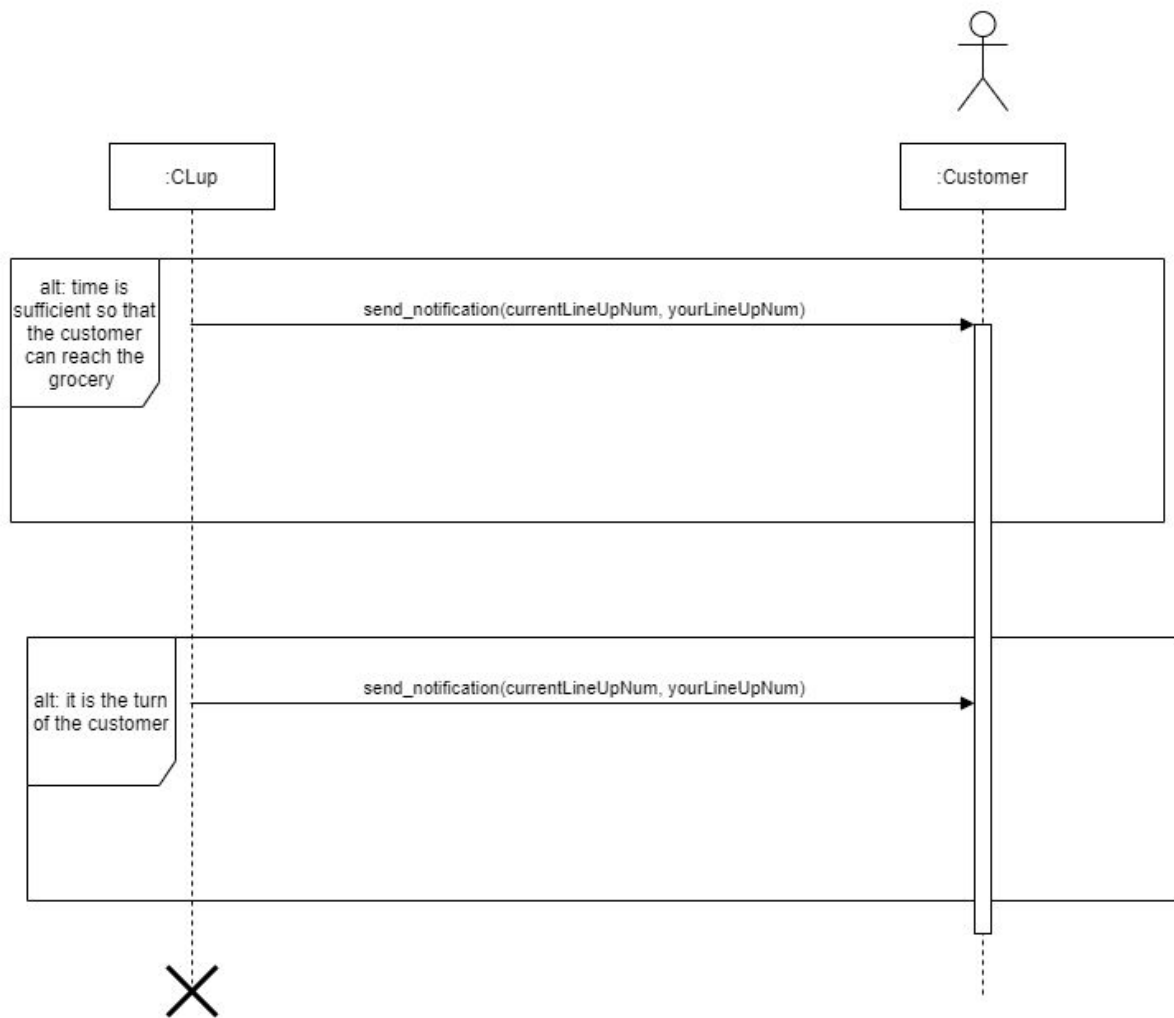 :CLup
:Customer
alt: time is
sufficient so that
the customer
can reach the
grocery
send_notification(currentLineUpNum, yourLineUpNum)
alt: it is the turn
of the customer
send_notification(currentLineUpNum, yourLineUpNum)